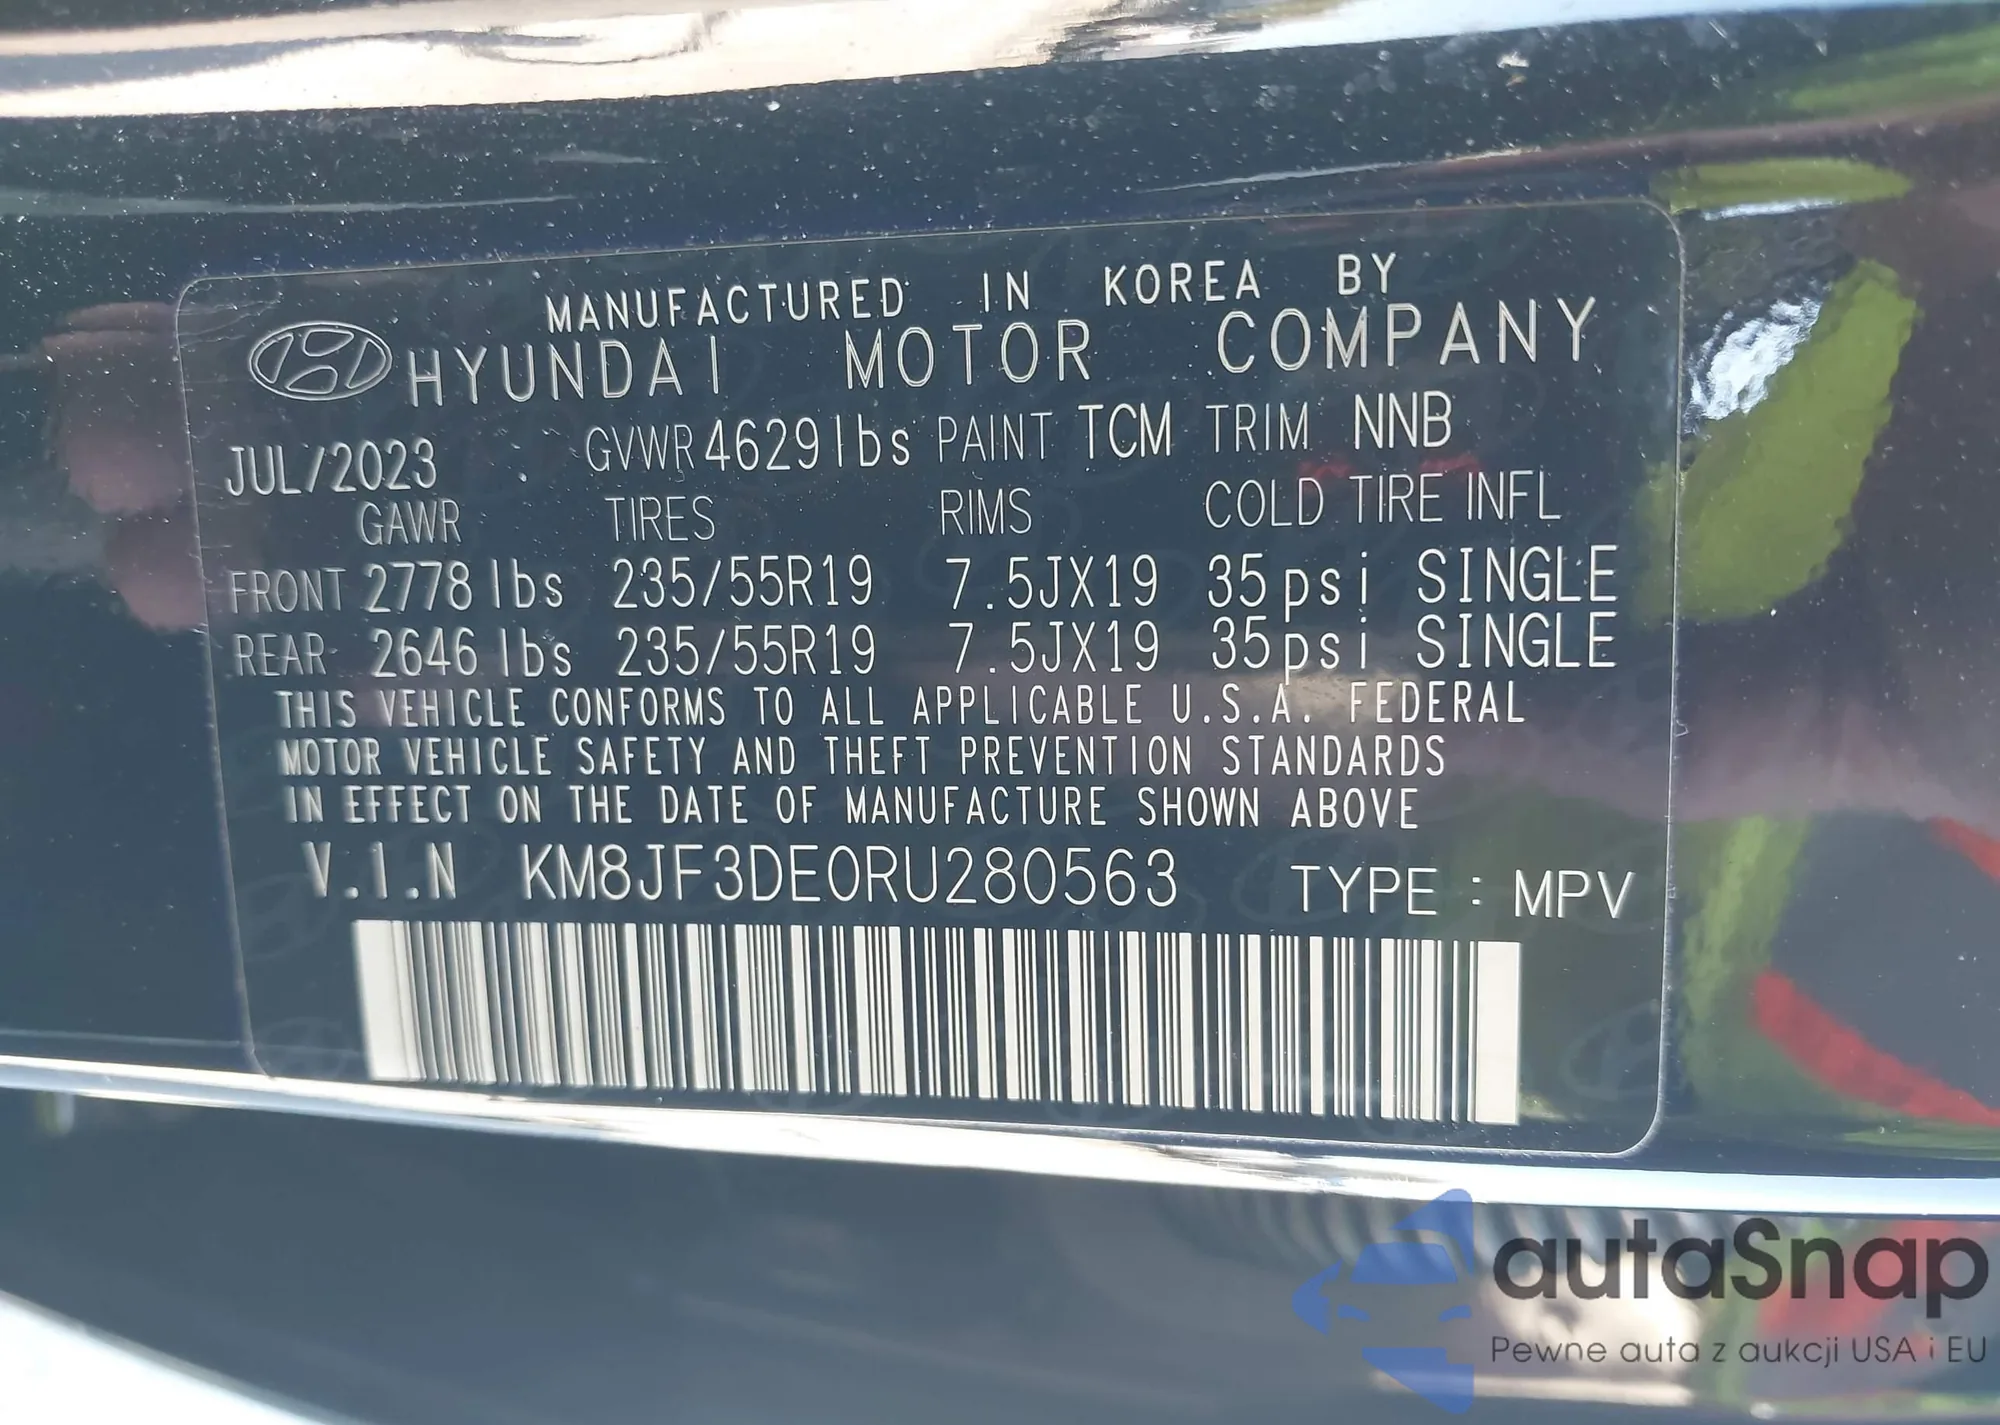 MANUFACTURED IN KOREA BY
HYUNDAI MOTOR COMPANY
JUL/2023 GVWR 4629lbs PAINT TCM TRIM NNB
GAWR TIRES RIMS COLD TIRE INFL
FRONT 2778 lbs 235/55R19 7.5JX19 35psi SINGLE
REAR 2646 lbs 235/55R19 7.5JX19 35psi SINGLE
THIS VEHICLE CONFORMS TO ALL APPLICABLE U.S.A. FEDERAL
MOTOR VEHICLE SAFETY AND THEFT PREVENTION STANDARDS
IN EFFECT ON THE DATE OF MANUFACTURE SHOWN ABOVE
V.I.N KM8JF3DE0RU280563 TYPE : MPV
autaSnap
Pewne auta z aukcji USA i EU